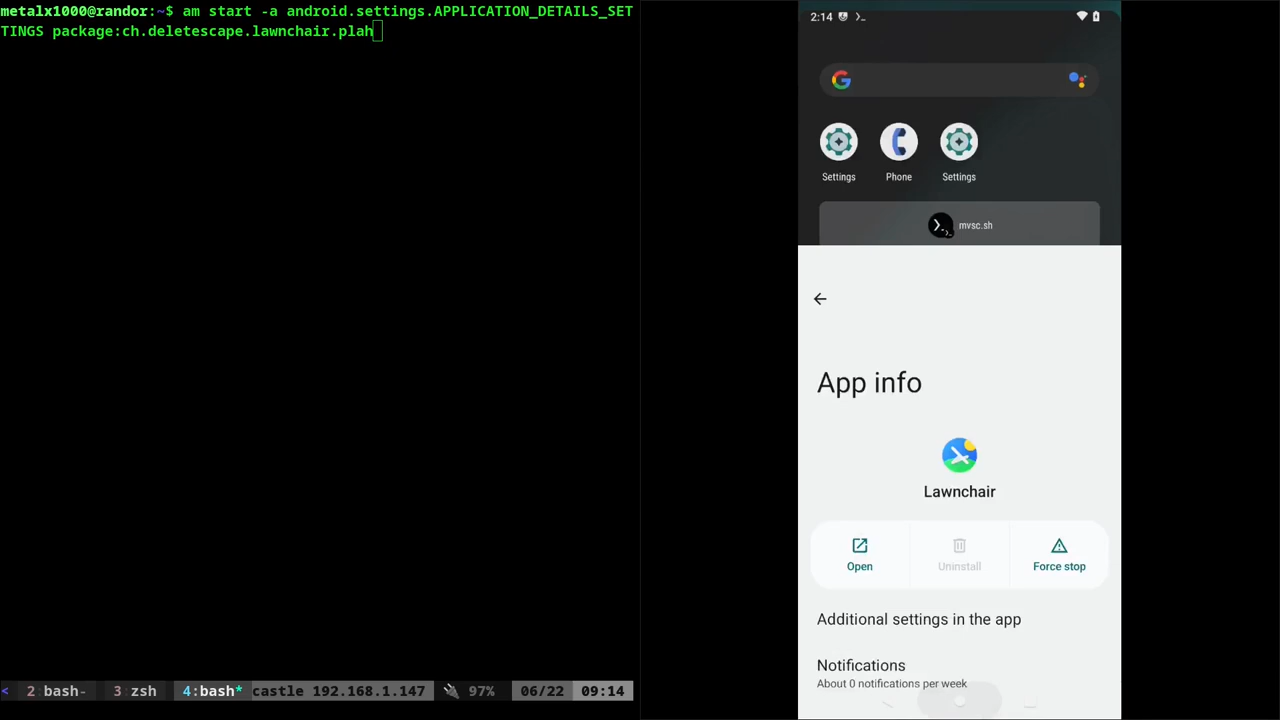 metalx1000@randor:~$ am start -a android.settings.APPLICATION_DETAILS_SET
TINGS package:ch.deletescape.lawnchair.plah
< 2 bash- 3 zsh 4:bash* castle 192.168.1.147 97% 06/22 09:14
2:14
Settings Phone Settings
mvsc.sh
App info
Lawnchair
Open Uninstall Force stop
Additional settings in the app
Notifications
About 0 notifications per week